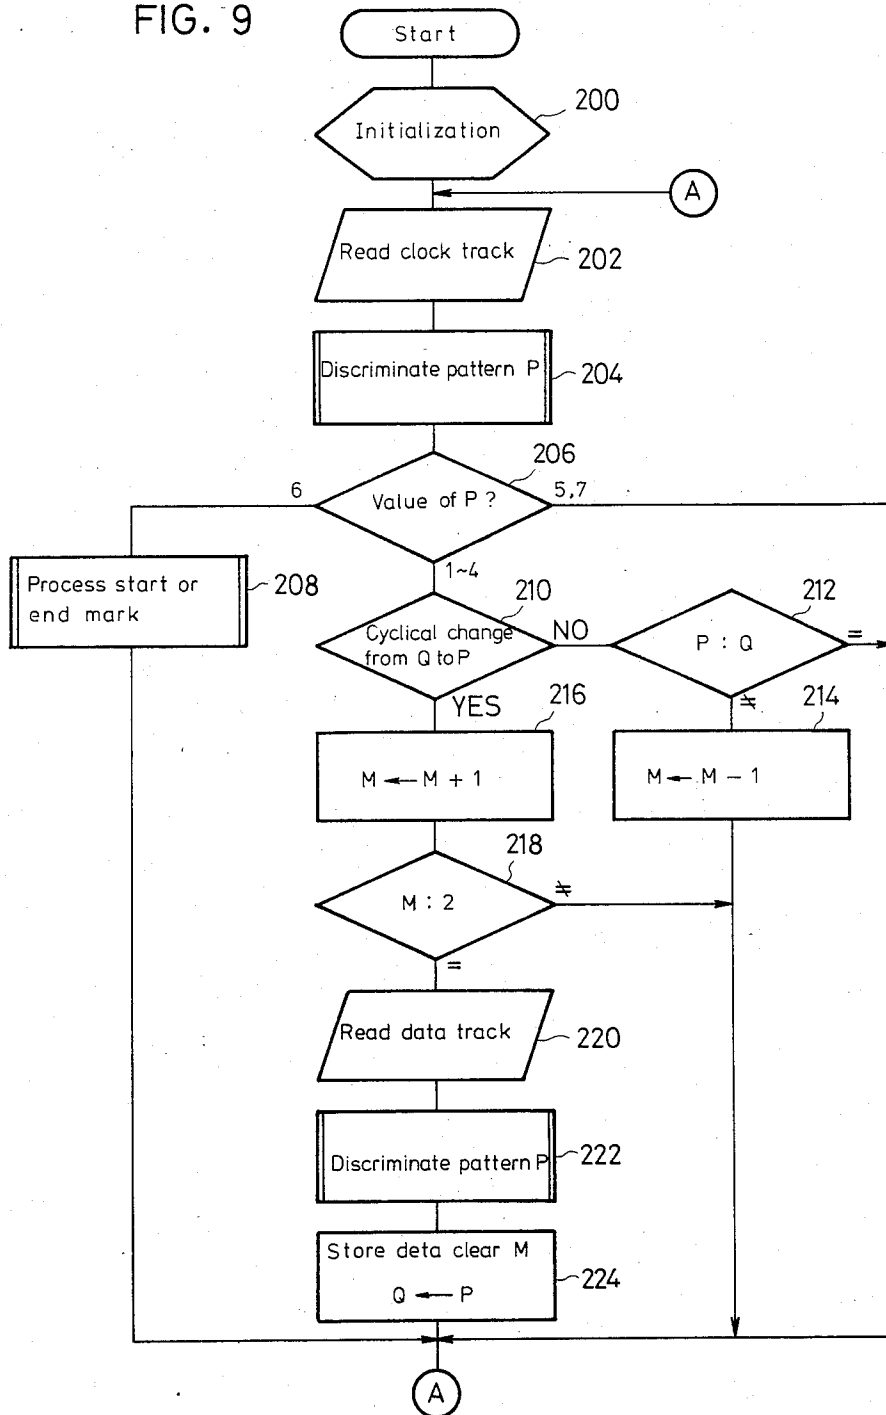 FIG. 9
Start
Initialization
200
A
Read clock track
202
Discriminate pattern P
204
206
6
Value of P ?
5,7
1~4
Process start or
end mark
208
210
212
Cyclical change
from Q to P
NO
P : Q
=
YES
≠
216
214
M ← M + 1
M ← M - 1
218
M : 2
≠
=
Read data track
220
Discriminate pattern P
222
Store deta clear M
Q ← P
224
A